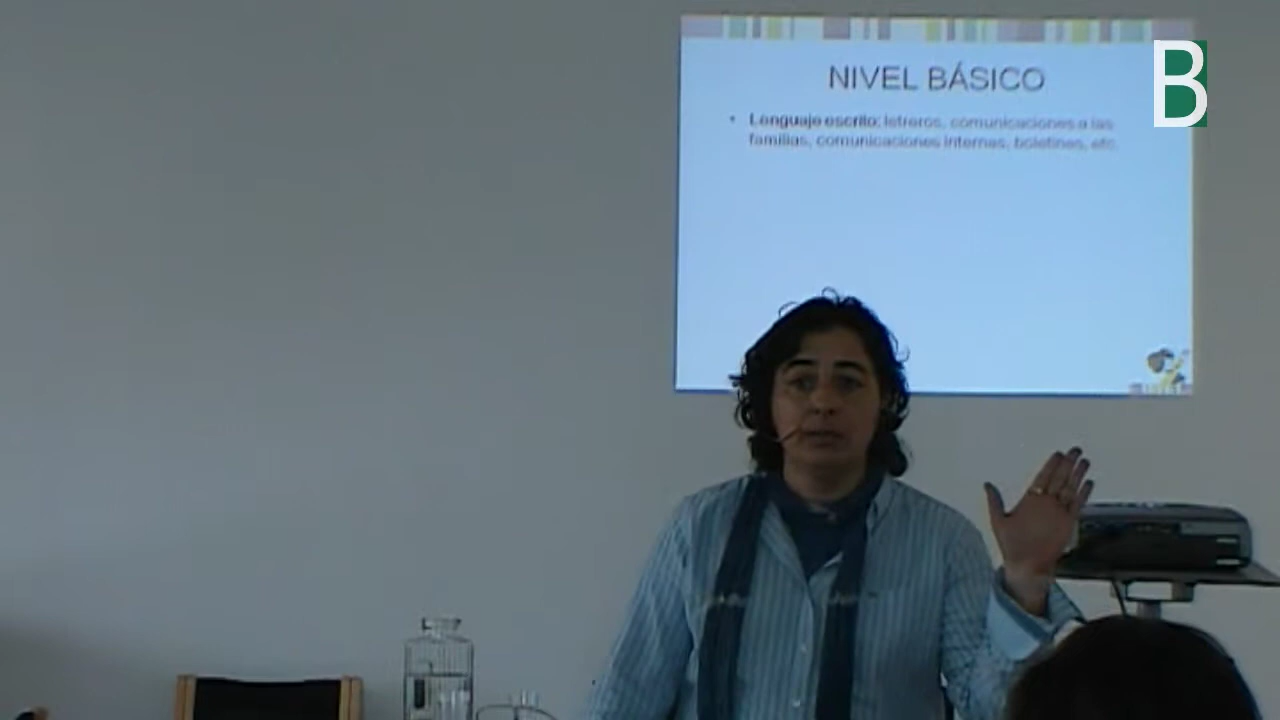 B
NIVEL BÁSICO
• Lenguaje escrito: letreros, comunicaciones a las
familias, comunicaciones internas, boletines, etc.